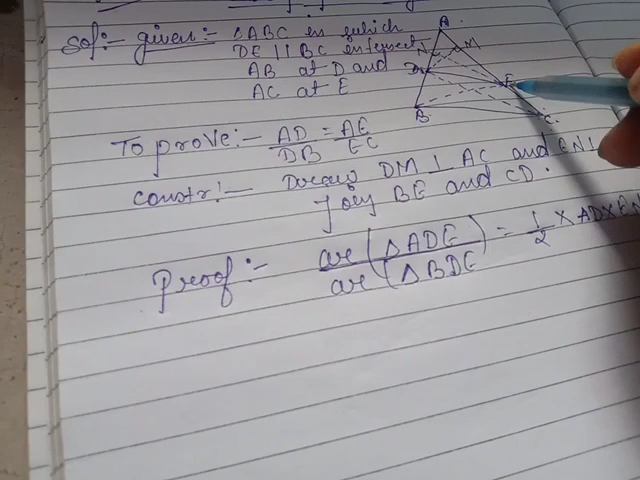 Sol:- given:- △ABC in which
DE || BC intersect
AB at D and
AC at E
A
N
M
D
E
B
C
To prove:- AD/DB = AE/EC
Constr:- Draw DM ⊥ AC and EN ⊥
Join BE and CD.
Proof:- ar(△ADE)/ar(△BDE) = 1/2 × AD × EN